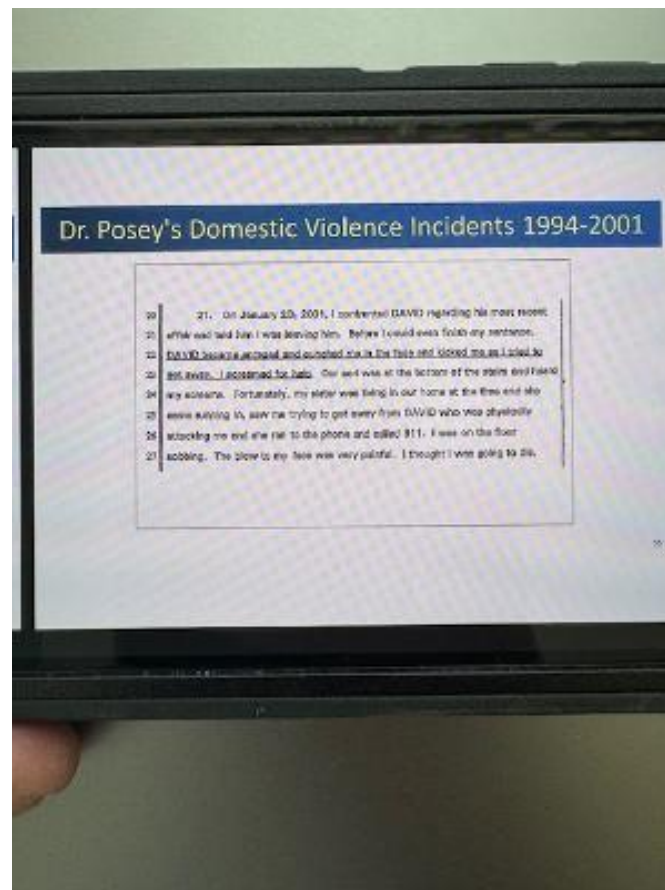 Dr. Posey's Domestic Violence Incidents 1994-2001
20 21. On January 20, 2001, I confronted DAVID regarding his most recent
21 affair and told him I was leaving him. Before I could even finish my sentence,
22 DAVID became enraged and punched me in the face and kicked me as I tried to
23 get away. I screamed for help. Our son was at the bottom of the stairs and heard
24 my screams. Fortunately, my sister was living in our home at the time and she
25 came running in, saw me trying to get away from DAVID who was physically
26 attacking me and she ran to the phone and called 911. I was on the floor
27 sobbing. The blow to my face was very painful. I thought I was going to die.